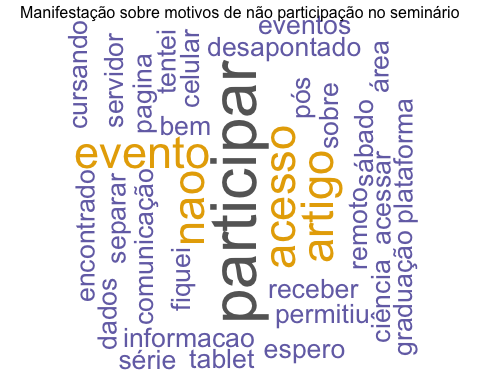 Manifestação sobre motivos de não participação no seminário
eventos
desapontado
cursando
servidor
pagina
tentei
celular
bem
pós
sobre
área
evento
nao
participar
acesso
artigo
sábado
remoto
acessar
plataforma
encontrado
separar
comunicação
fiquei
dados
receber
permitiu
ciência
graduação
informacao
espero
série
tablet